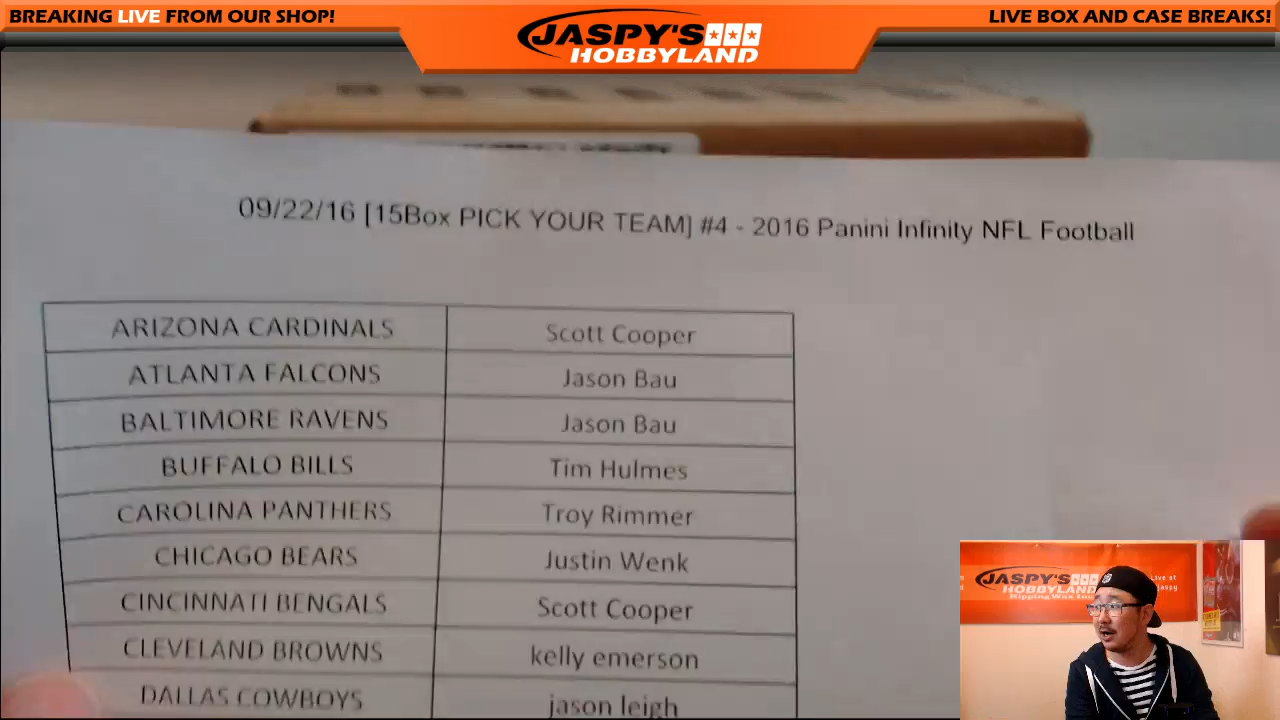 BREAKING LIVE FROM OUR SHOP!
JASPY'S
HOBBYLAND
LIVE BOX AND CASE BREAKS!
09/22/16 [15Box PICK YOUR TEAM] #4 - 2016 Panini Infinity NFL Football
ARIZONA CARDINALS Scott Cooper
ATLANTA FALCONS Jason Bau
BALTIMORE RAVENS Jason Bau
BUFFALO BILLS Tim Hulmes
CAROLINA PANTHERS Troy Rimmer
CHICAGO BEARS Justin Wenk
CINCINNATI BENGALS Scott Cooper
CLEVELAND BROWNS kelly emerson
DALLAS COWBOYS jason leigh
JASPY'S
HOBBYLAND